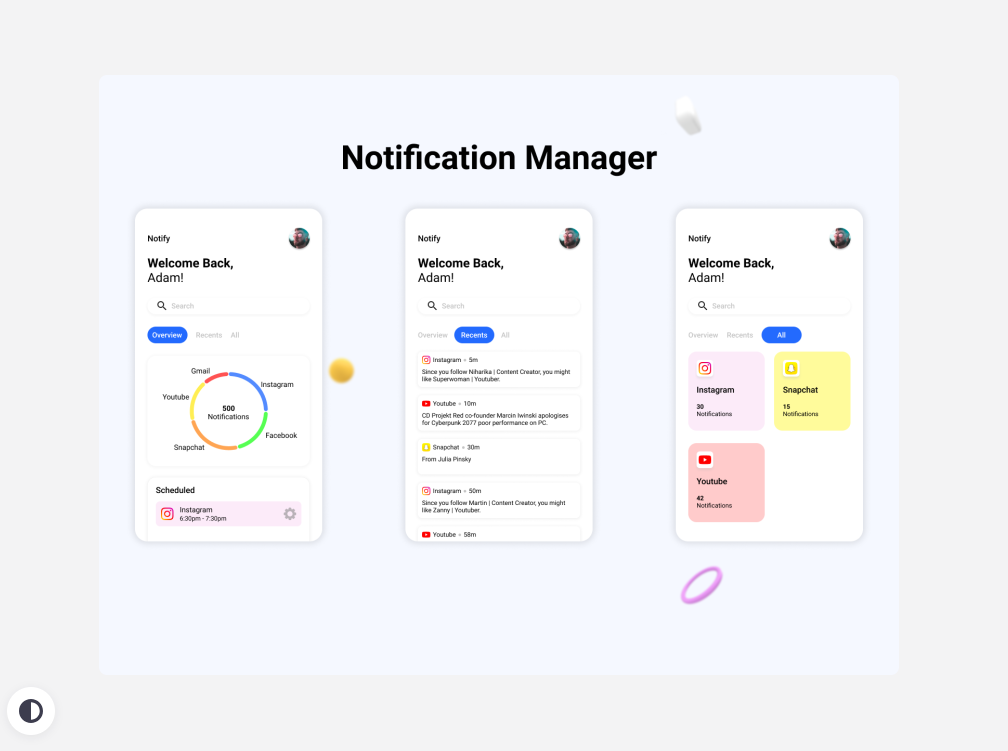 Notification Manager
Notify
Welcome Back,
Adam!
Search
Overview Recents All
Gmail
Instagram
Youtube
500
Notifications
Facebook
Snapchat
Scheduled
Instagram
6:30pm - 7:30pm
Notify
Welcome Back,
Adam!
Search
Overview Recents All
Instagram • 5m
Since you follow Niharika | Content Creator, you might
like Superwoman | Youtuber.
Youtube • 10m
CD Projekt Red co-founder Marcin Iwinski apologises
for Cyberpunk 2077 poor performance on PC.
Snapchat • 30m
From Julia Pinsky
Instagram • 50m
Since you follow Martin | Content Creator, you might
like Zanny | Youtuber.
Youtube • 58m
Notify
Welcome Back,
Adam!
Search
Overview Recents All
Instagram
30
Notifications
Snapchat
15
Notifications
Youtube
42
Notifications